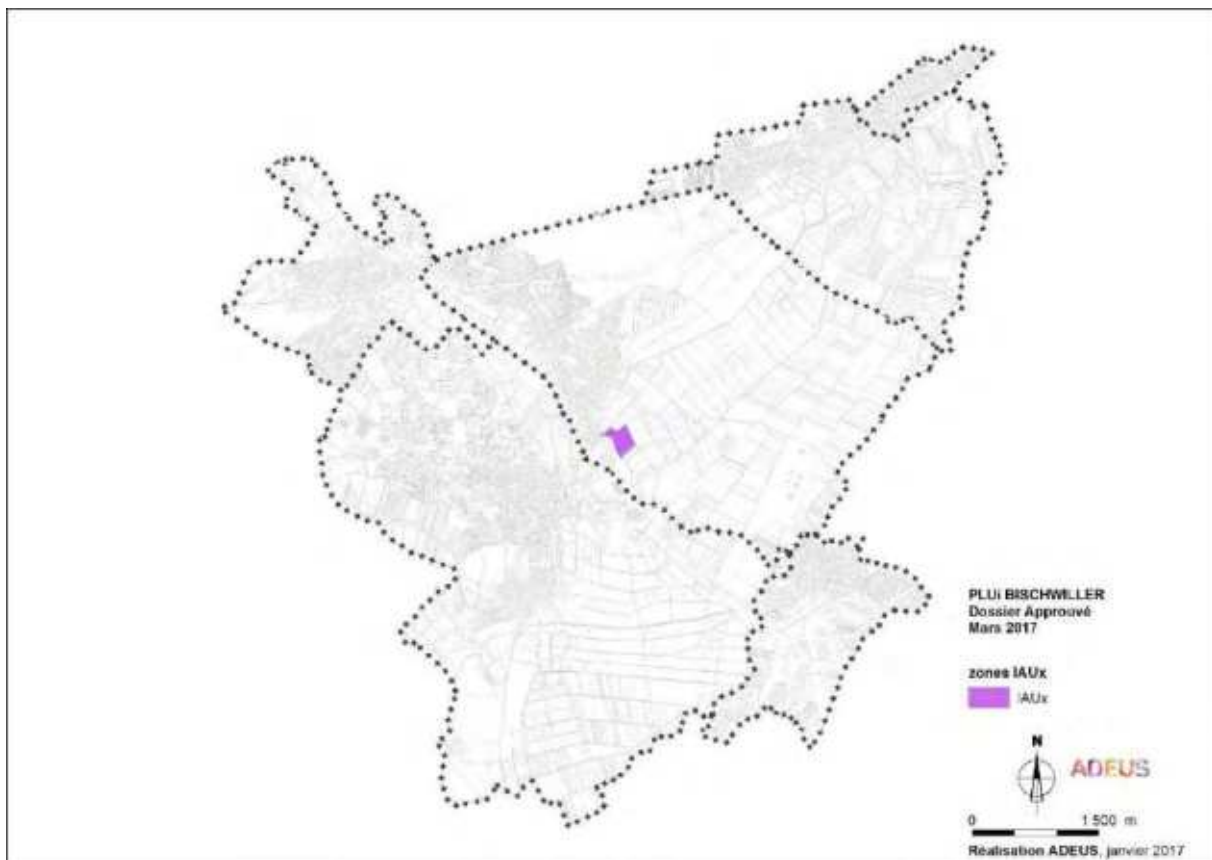 PLUi BISCHWILLER
Dossier Approuvé
Mars 2017
zones IAUx
IAUx
N
ADEUS
0 1 500 m
Réalisation ADEUS, janvier 2017